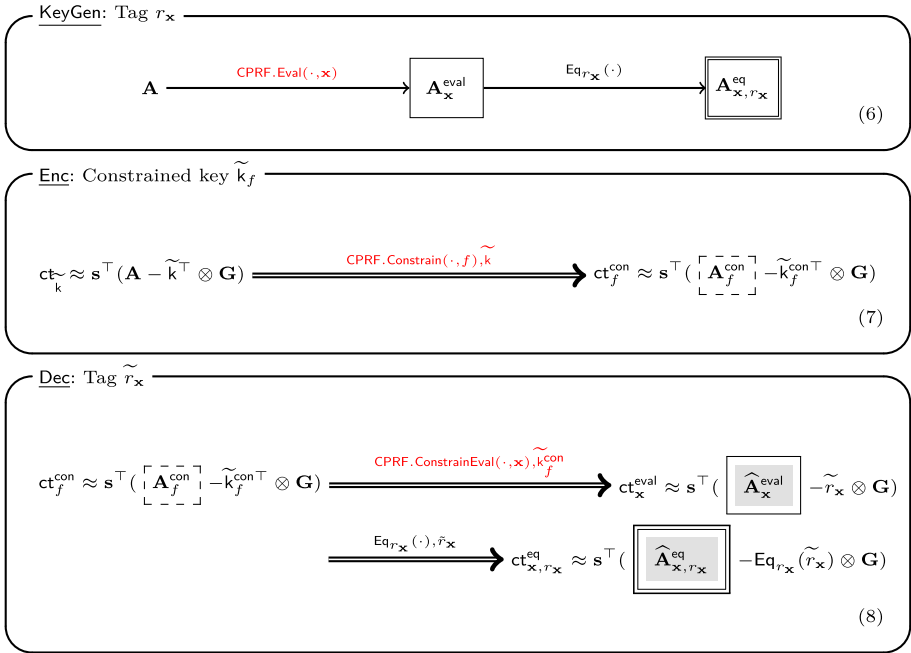 KeyGen: Tag r_𝐱
𝐀 CPRF.Eval(·,𝐱) 𝐀_𝐱^eval Eq_{r_𝐱}(·) 𝐀_{𝐱,r_𝐱}^eq
(6)
Enc: Constrained key k̃_f
ct_k̃ ≈ 𝐬^⊤(𝐀 − k̃^⊤ ⊗ 𝐆) CPRF.Constrain(·,f),k̃ ct_f^con ≈ 𝐬^⊤( 𝐀_f^con −k̃_f^{con⊤} ⊗ 𝐆)
(7)
Dec: Tag r̃_𝐱
ct_f^con ≈ 𝐬^⊤( 𝐀_f^con −k̃_f^{con⊤} ⊗ 𝐆) CPRF.ConstrainEval(·,𝐱),k̃_f^con ct_𝐱^eval ≈ 𝐬^⊤( 𝐀̂_𝐱^eval −r̃_𝐱 ⊗ 𝐆)
Eq_{r_𝐱}(·),r̃_𝐱 ct_{𝐱,r_𝐱}^eq ≈ 𝐬^⊤( 𝐀̂_{𝐱,r_𝐱}^eq −Eq_{r_𝐱}(r̃_𝐱) ⊗ 𝐆)
(8)